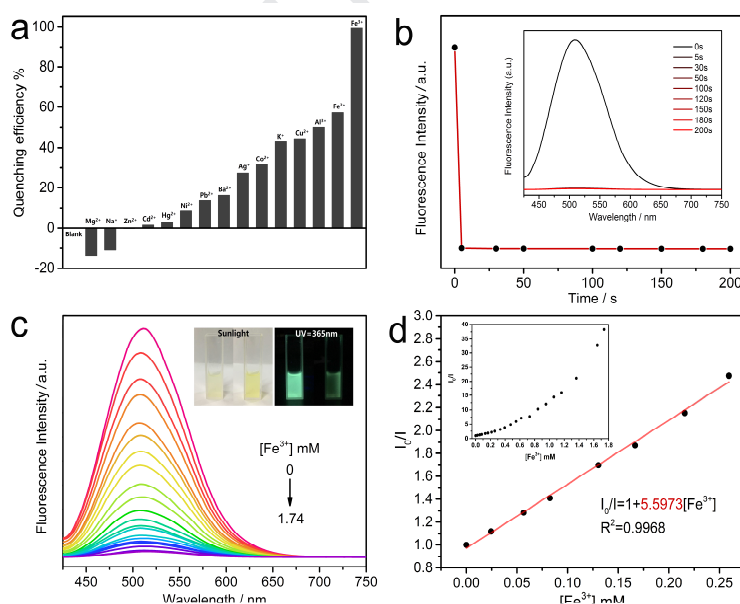 a
Quenching efficiency %
100
80
60
40
20
0
-20
Blank
Mg²⁺
Na⁺
Zn²⁺
Cd²⁺
Hg²⁺
Ni²⁺
Pb²⁺
Ba²⁺
Ag⁺
Co²⁺
K⁺
Cu²⁺
Al³⁺
Fe²⁺
Fe³⁺
b
Fluorescence Intensity / a.u.
Fluorescence Intensity (a.u.)
0s
5s
30s
50s
100s
120s
150s
180s
200s
450 500 550 600 650 700 750
Wavelength / nm
0 50 100 150 200
Time / s
c
Fluorescence Intensity / a.u.
Sunlight
UV=365nm
[Fe³⁺] mM
0
1.74
450 500 550 600 650 700 750
Wavelength / nm
d
I₀/I
3.0
2.8
2.6
2.4
2.2
2.0
1.8
1.6
1.4
1.2
1.0
0.8
I₀/I
40
35
30
25
20
15
10
5
0
0.0 0.2 0.4 0.6 0.8 1.0 1.2 1.4 1.6 1.8
[Fe³⁺] mM
I₀/I=1+5.5973[Fe³⁺]
R²=0.9968
0.00 0.05 0.10 0.15 0.20 0.25
[Fe³⁺] mM